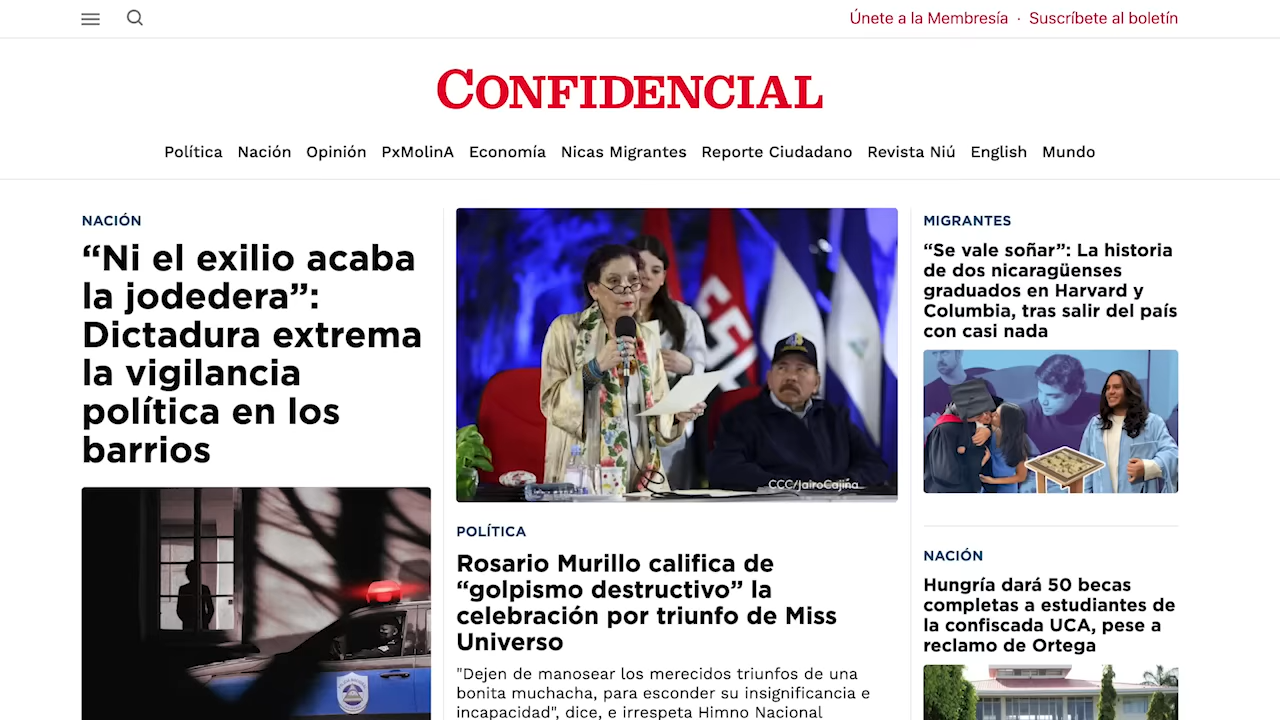 Únete a la Membresía · Suscríbete al boletín
CONFIDENCIAL
Política Nación Opinión PxMolinA Economía Nicas Migrantes Reporte Ciudadano Revista Niú English Mundo
NACIÓN
“Ni el exilio acaba
la jodedera”:
Dictadura extrema
la vigilancia
política en los
barrios
CCC/JairoCajina
POLÍTICA
Rosario Murillo califica de
“golpismo destructivo” la
celebración por triunfo de Miss
Universo
"Dejen de manosear los merecidos triunfos de una
bonita muchacha, para esconder su insignificancia e
incapacidad", dice, e irrespeta Himno Nacional
MIGRANTES
“Se vale soñar”: La historia
de dos nicaragüenses
graduados en Harvard y
Columbia, tras salir del país
con casi nada
NACIÓN
Hungría dará 50 becas
completas a estudiantes de
la confiscada UCA, pese a
reclamo de Ortega